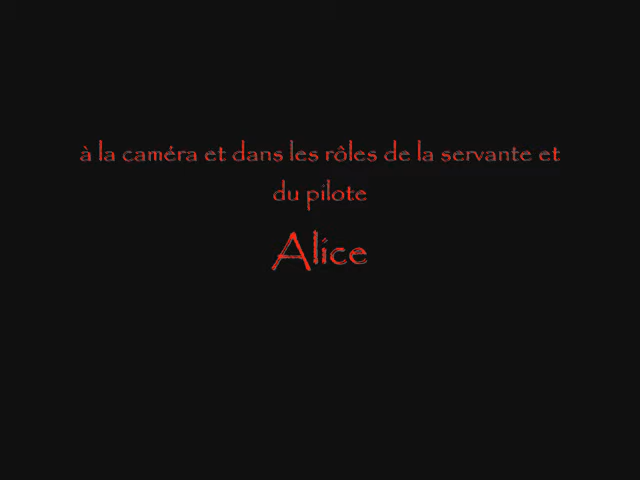 à la caméra et dans les rôles de la servante et
du pilote
Alice